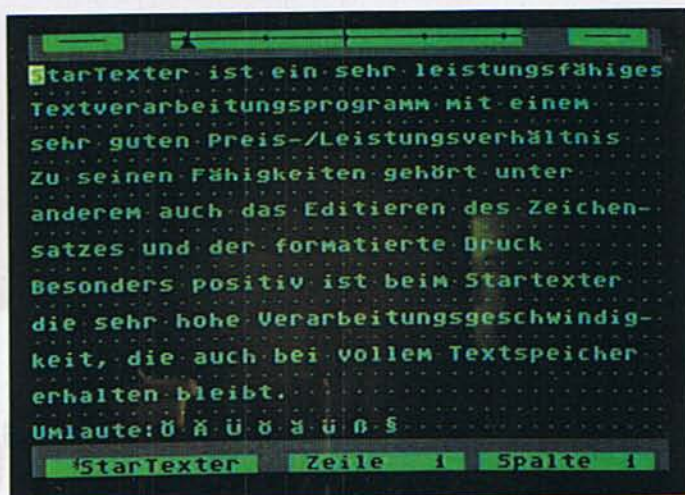 StarTexter ist ein sehr leistungsfähiges
Textverarbeitungsprogramm mit einem
sehr guten Preis-/Leistungsverhältnis
Zu seinen Fähigkeiten gehört unter
anderem auch das Editieren des Zeichen-
satzes und der formatierte Druck
Besonders positiv ist beim Startexter
die sehr hohe Verarbeitungsgeschwindig-
keit, die auch bei vollem Textspeicher
erhalten bleibt.
Umlaute:Ö Ä Ü ö ä ü ß §
*StarTexter Zeile 1 Spalte 1